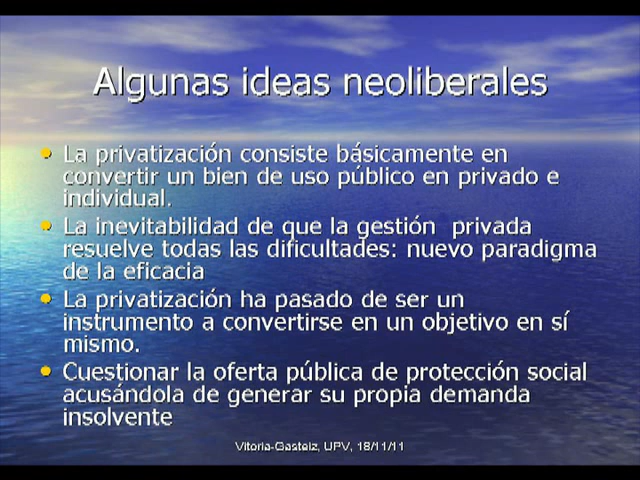 Algunas ideas neoliberales
La privatización consiste básicamente en
convertir un bien de uso público en privado e
individual.
La inevitabilidad de que la gestión privada
resuelve todas las dificultades: nuevo paradigma
de la eficacia
La privatización ha pasado de ser un
instrumento a convertirse en un objetivo en sí
mismo.
Cuestionar la oferta pública de protección social
acusándola de generar su propia demanda
insolvente
Vitoria-Gasteiz, UPV, 18/11/11